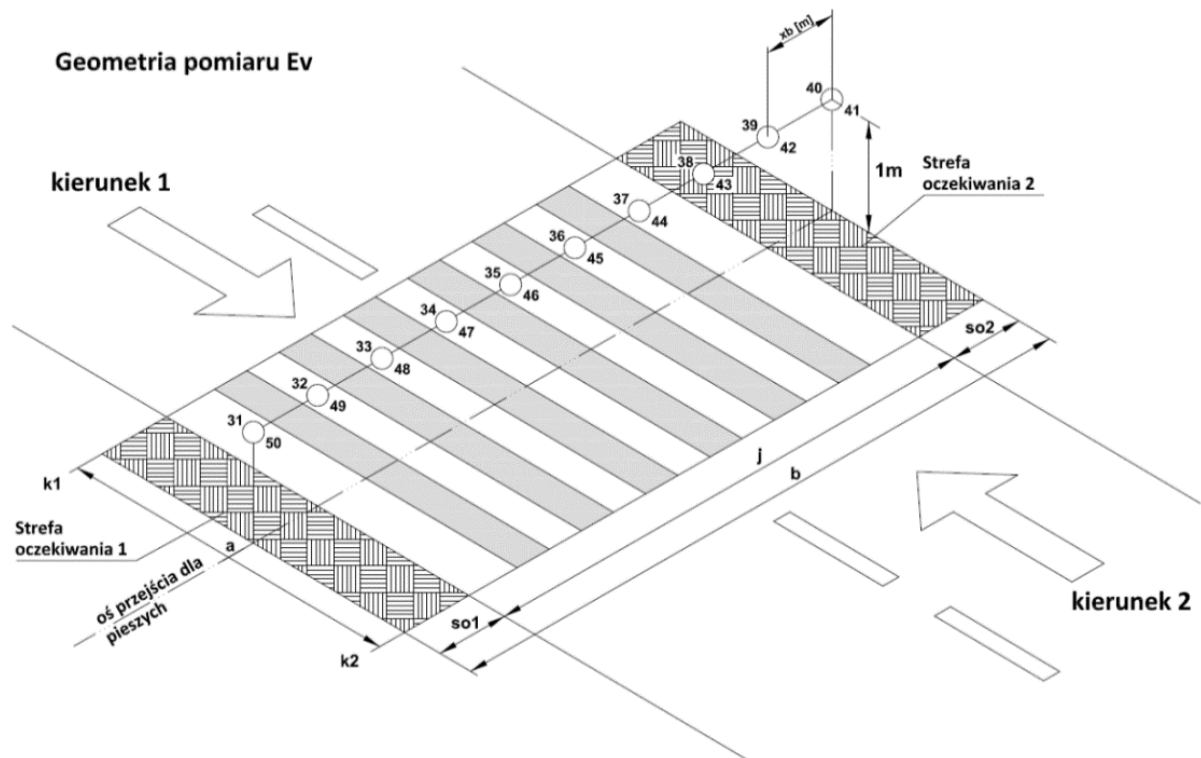 Geometria pomiaru Ev
xb [m]
40
41
39
42
kierunek 1
38
43
1m
Strefa
oczekiwania 2
37
44
36
45
35
46
34
47
33
48
32
49
31
50
so2
j
b
k1
Strefa
oczekiwania 1
a
oś przejścia dla
pieszych
so1
k2
kierunek 2